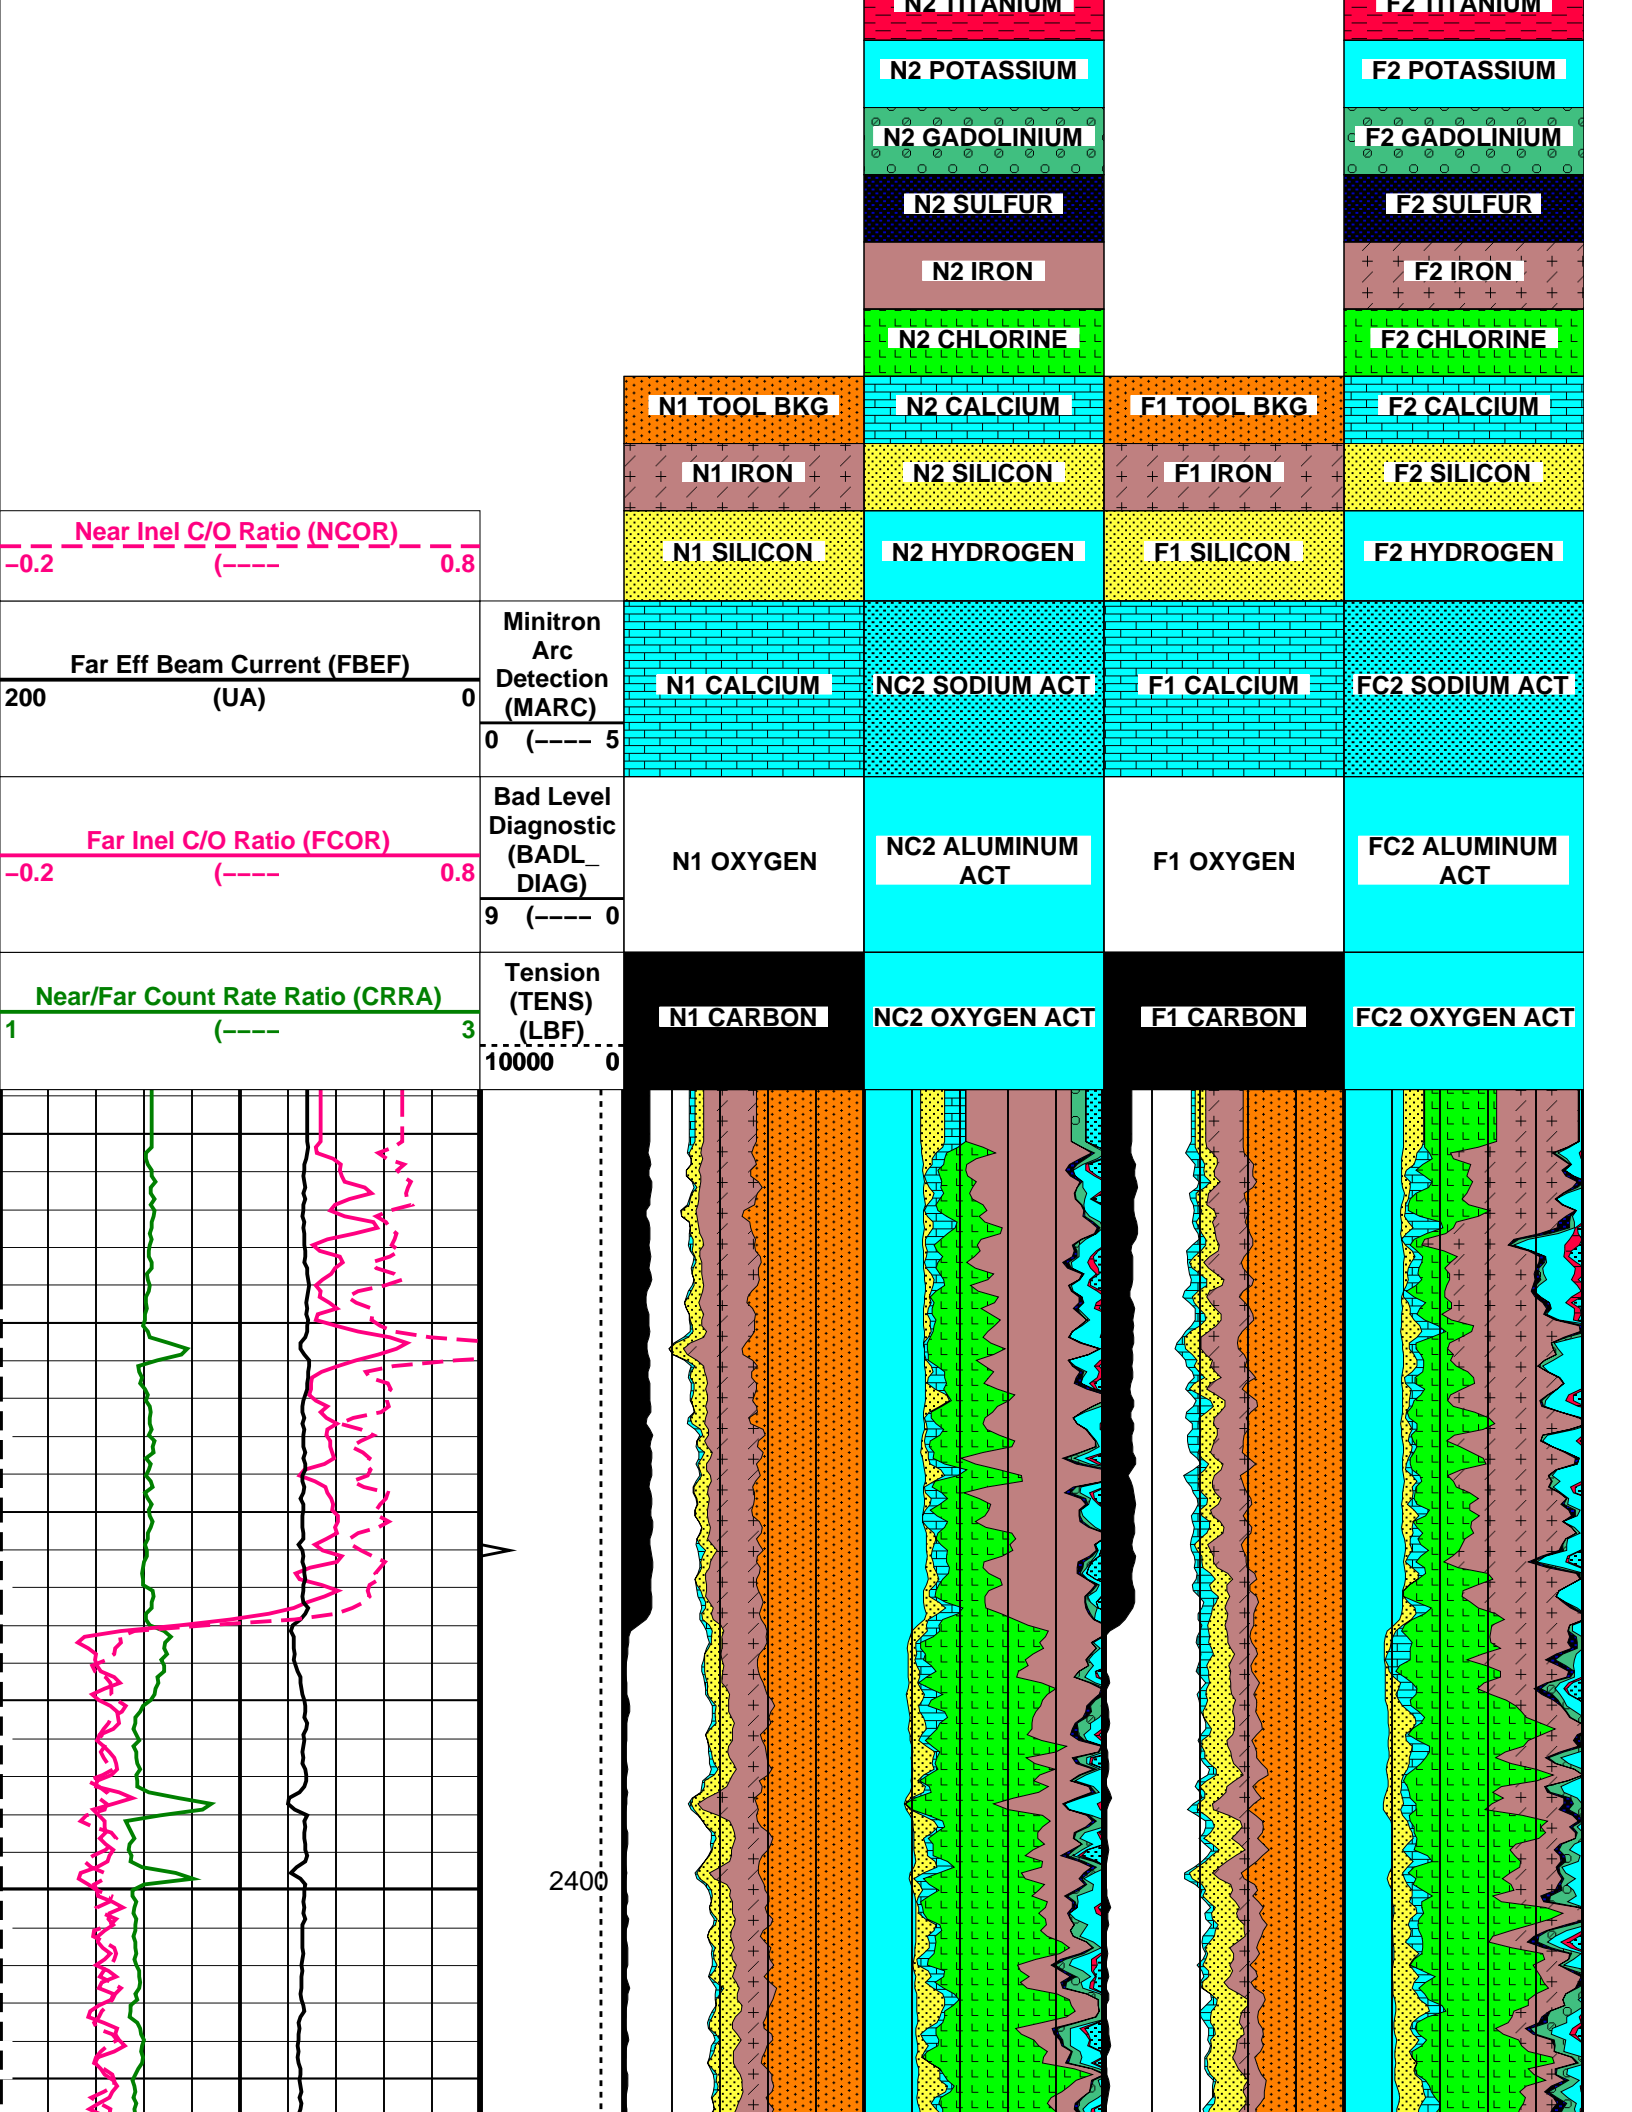 N2 TITANIUM
F2 TITANIUM
N2 POTASSIUM
F2 POTASSIUM
N2 GADOLINIUM
F2 GADOLINIUM
N2 SULFUR
F2 SULFUR
N2 IRON
F2 IRON
N2 CHLORINE
F2 CHLORINE
N1 TOOL BKG
N2 CALCIUM
F1 TOOL BKG
F2 CALCIUM
N1 IRON
N2 SILICON
F1 IRON
F2 SILICON
Near Inel C/O Ratio (NCOR)
−0.2 (−−−− 0.8
N1 SILICON
N2 HYDROGEN
F1 SILICON
F2 HYDROGEN
Far Eff Beam Current (FBEF)
200 (UA) 0
Minitron
Arc
Detection
(MARC)
0 (−−−− 5
N1 CALCIUM
NC2 SODIUM ACT
F1 CALCIUM
FC2 SODIUM ACT
Far Inel C/O Ratio (FCOR)
−0.2 (−−−− 0.8
Bad Level
Diagnostic
(BADL_
DIAG)
9 (−−−− 0
N1 OXYGEN
NC2 ALUMINUM
ACT
F1 OXYGEN
FC2 ALUMINUM
ACT
Near/Far Count Rate Ratio (CRRA)
1 (−−−− 3
Tension
(TENS)
(LBF)
10000 0
N1 CARBON
NC2 OXYGEN ACT
F1 CARBON
FC2 OXYGEN ACT
2400